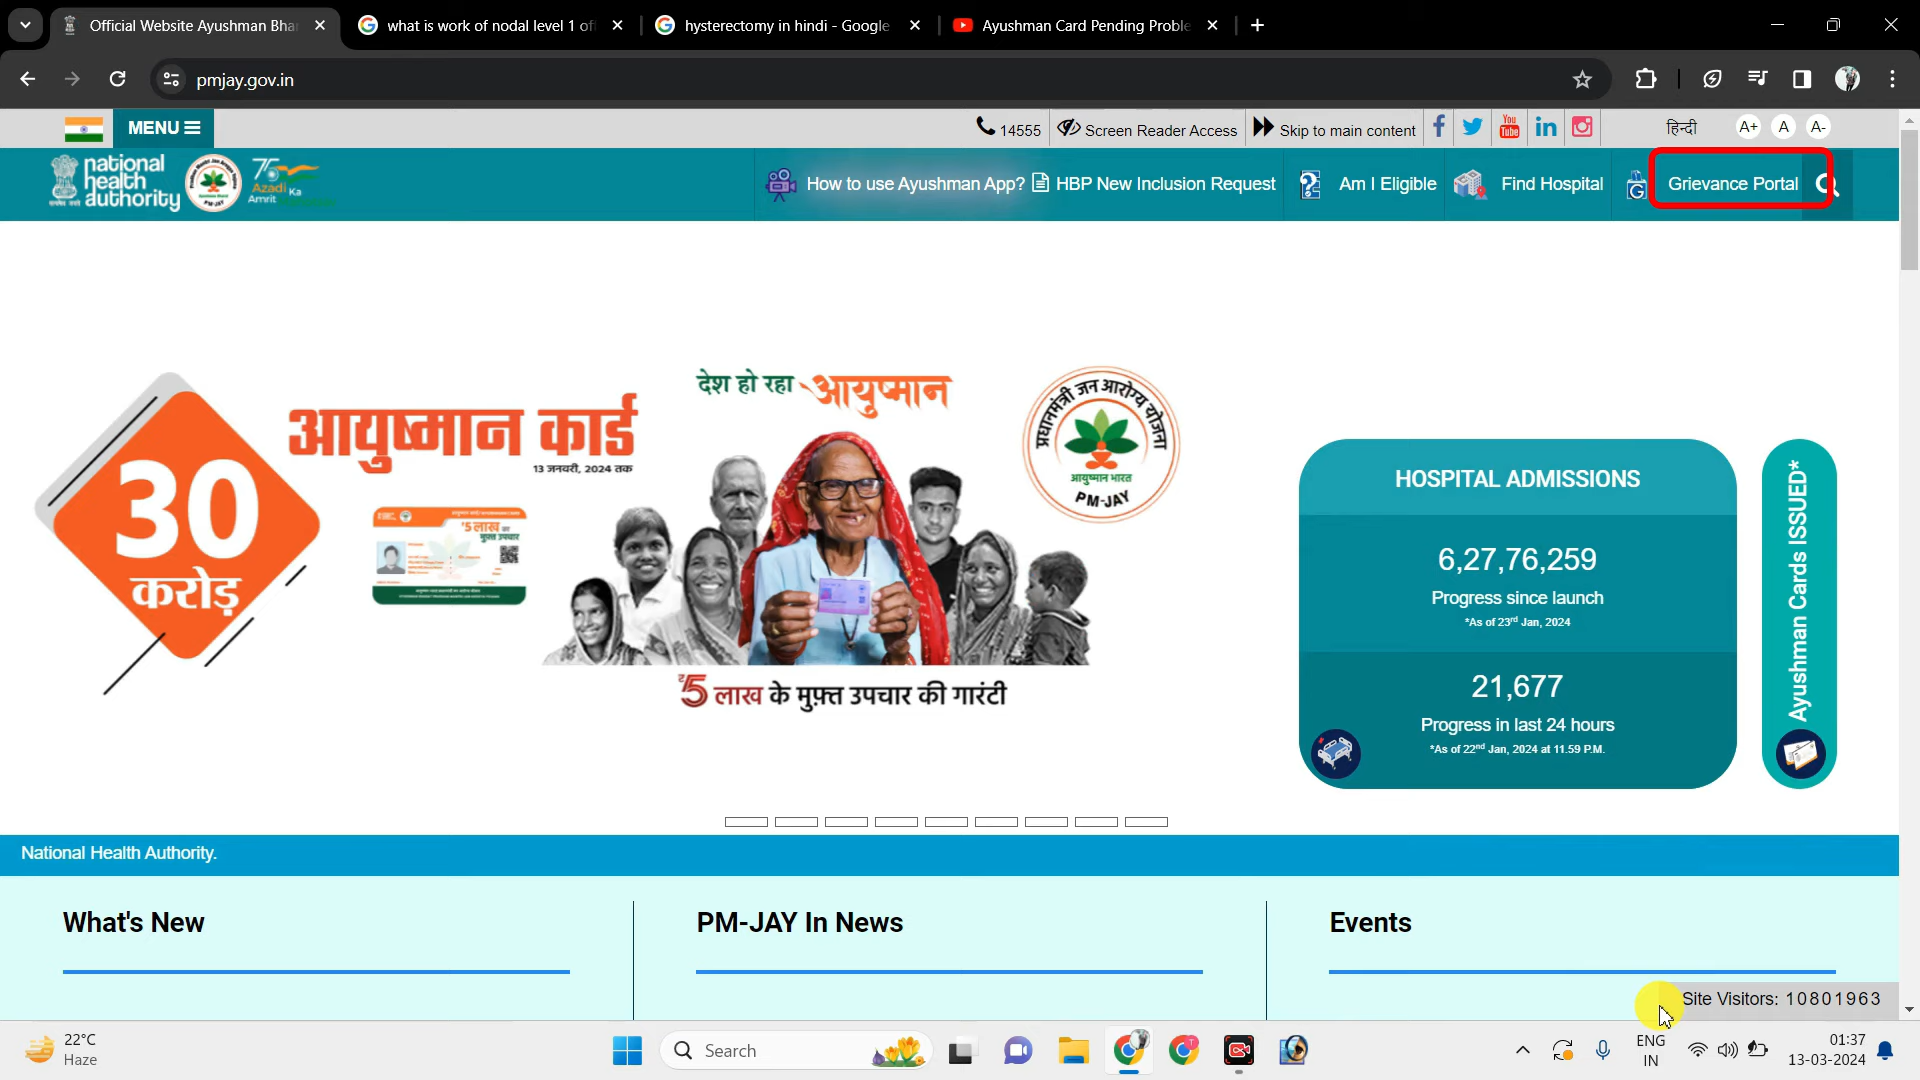 Official Website Ayushman Bha
what is work of nodal level 1 of
hysterectomy in hindi - Google
Ayushman Card Pending Proble
pmjay.gov.in
MENU
14555
Screen Reader Access
Skip to main content
हिन्दी
A+
A
A-
national health authority
75 Azadi Ka Amrit
How to use Ayushman App?
HBP New Inclusion Request
Am I Eligible
Find Hospital
Grievance Portal
देश हो रहा आयुष्मान
प्रधानमंत्री जन आरोग्य योजना
आयुष्मान भारत
PM-JAY
आयुष्मान कार्ड
13 जनवरी, 2024 तक
30
करोड़
5 लाख का
मुफ़्त उपचार
₹5 लाख के मुफ़्त उपचार की गारंटी
HOSPITAL ADMISSIONS
6,27,76,259
Progress since launch
*As of 23rd Jan, 2024
21,677
Progress in last 24 hours
*As of 22nd Jan, 2024 at 11.59 P.M.
Ayushman Cards ISSUED*
National Health Authority.
What's New
PM-JAY In News
Events
Site Visitors: 10801963
22°C
Haze
Search
ENG
IN
01:37
13-03-2024